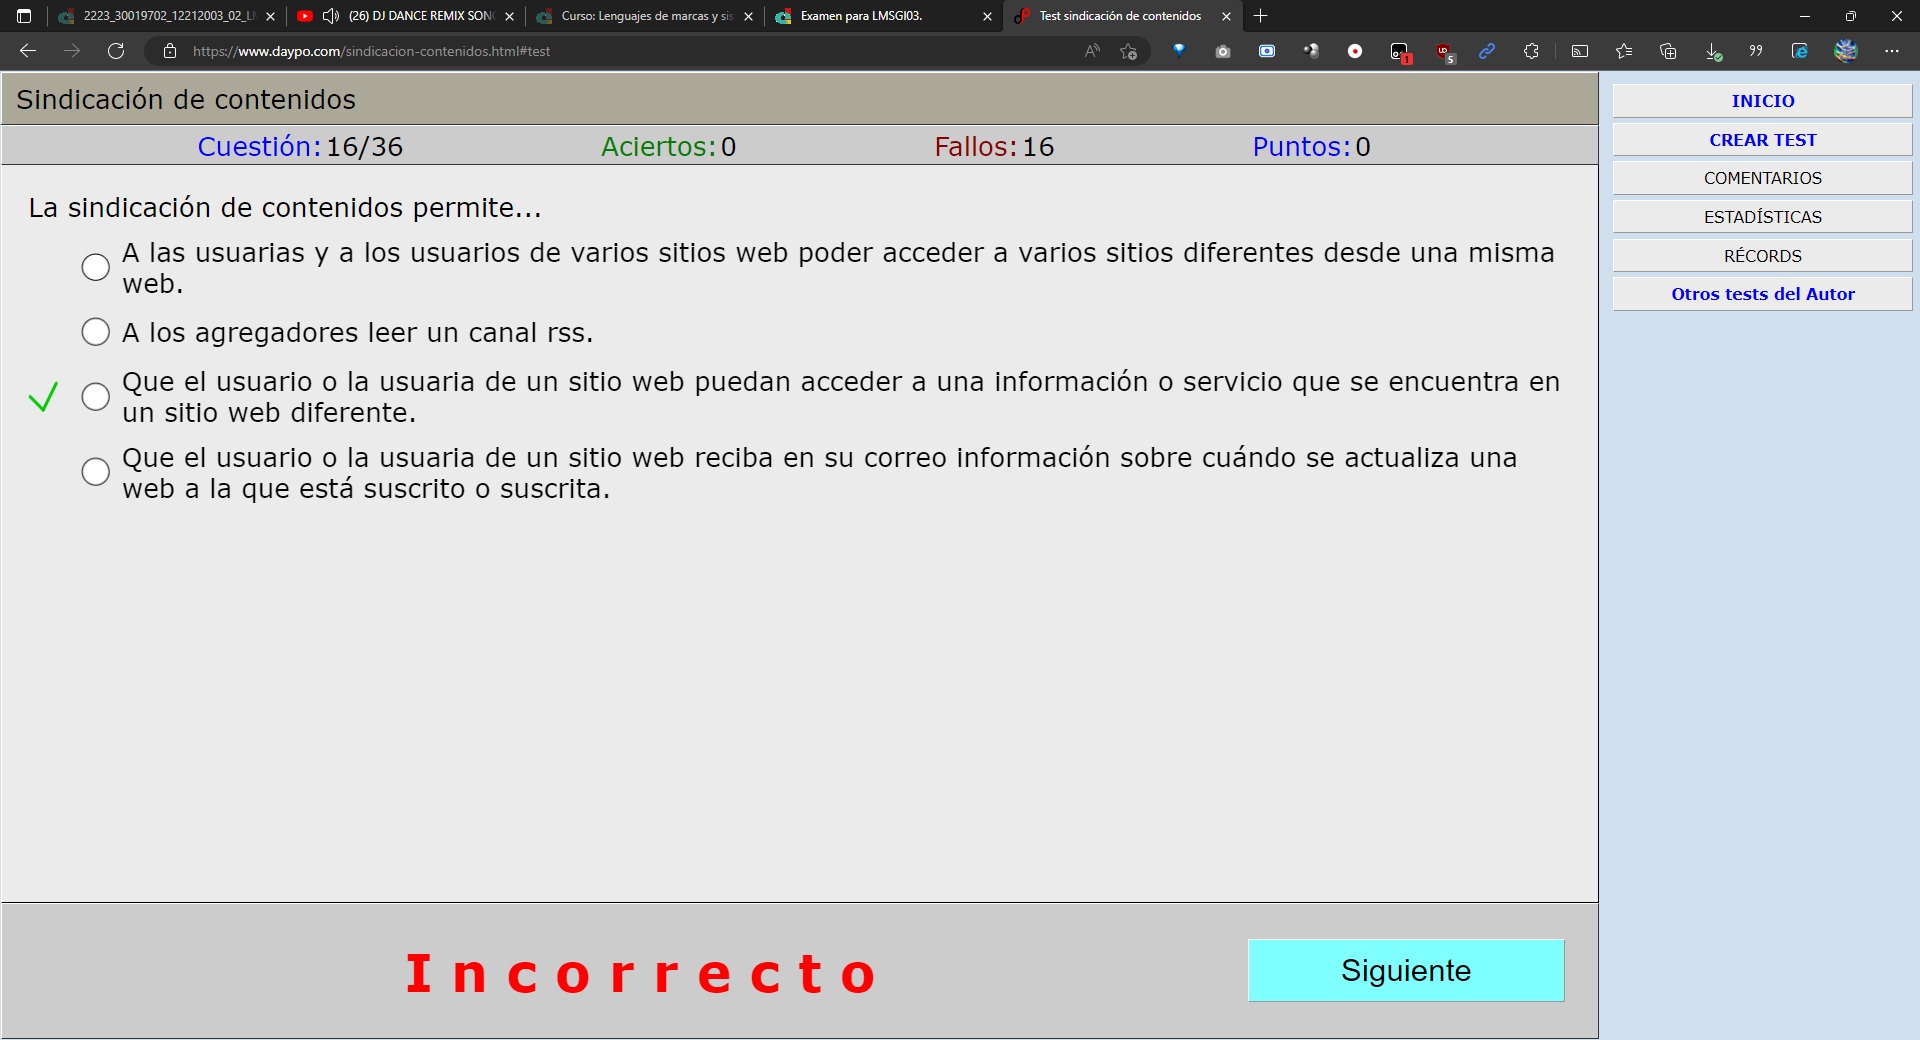 2223_30019702_12212003_02_L
(26) DJ DANCE REMIX SON
Curso: Lenguajes de marcas y sis
Examen para LMSGI03.
Test sindicación de contenidos
https://www.daypo.com/sindicacion-contenidos.html#test
1
5
Sindicación de contenidos
Cuestión: 16/36 Aciertos: 0 Fallos: 16 Puntos: 0
La sindicación de contenidos permite...
A las usuarias y a los usuarios de varios sitios web poder acceder a varios sitios diferentes desde una misma
web.
A los agregadores leer un canal rss.
Que el usuario o la usuaria de un sitio web puedan acceder a una información o servicio que se encuentra en
un sitio web diferente.
Que el usuario o la usuaria de un sitio web reciba en su correo información sobre cuándo se actualiza una
web a la que está suscrito o suscrita.
Incorrecto
Siguiente
INICIO
CREAR TEST
COMENTARIOS
ESTADÍSTICAS
RÉCORDS
Otros tests del Autor